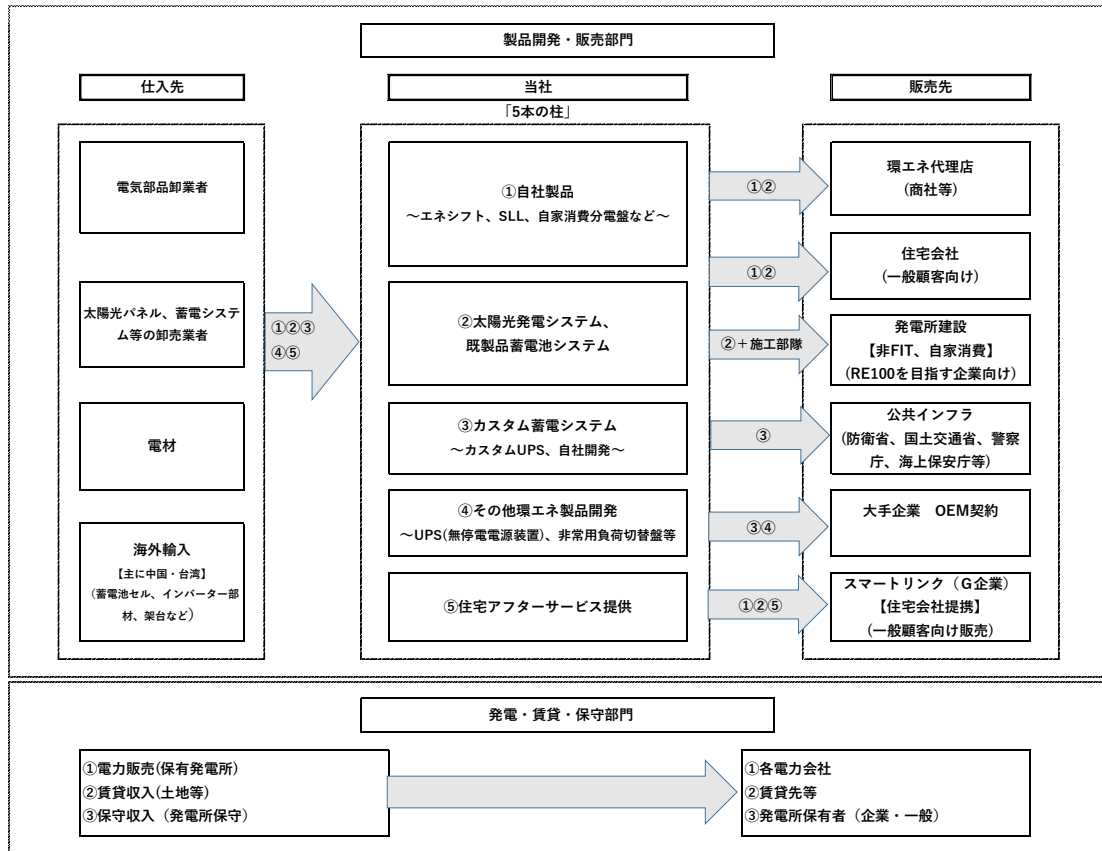 製品開発・販売部門
仕入先
当社
販売先
「5本の柱」
電気部品卸業者
太陽光パネル、蓄電システ
ム等の卸売業者
電材
海外輸入
【主に中国・台湾】
(蓄電池セル、インバーター部
材、架台など)
①②③
④⑤
①自社製品
～エネシフト、SLL、自家消費分電盤など～
②太陽光発電システム、
既製品蓄電池システム
③カスタム蓄電システム
～カスタムUPS、自社開発～
④その他環エネ製品開発
～UPS(無停電電源装置)、非常用負荷切替盤等
⑤住宅アフターサービス提供
①②
環エネ代理店
(商社等)
①②
住宅会社
(一般顧客向け)
②＋施工部隊
発電所建設
【非FIT、自家消費】
(RE100を目指す企業向け)
③
公共インフラ
(防衛省、国土交通省、警察
庁、海上保安庁等)
③④
大手企業　OEM契約
①②⑤
スマートリンク（G企業）
【住宅会社提携】
(一般顧客向け販売)
発電・賃貸・保守部門
①電力販売(保有発電所)
②賃貸収入(土地等)
③保守収入（発電所保守）
①各電力会社
②賃貸先等
③発電所保有者（企業・一般）